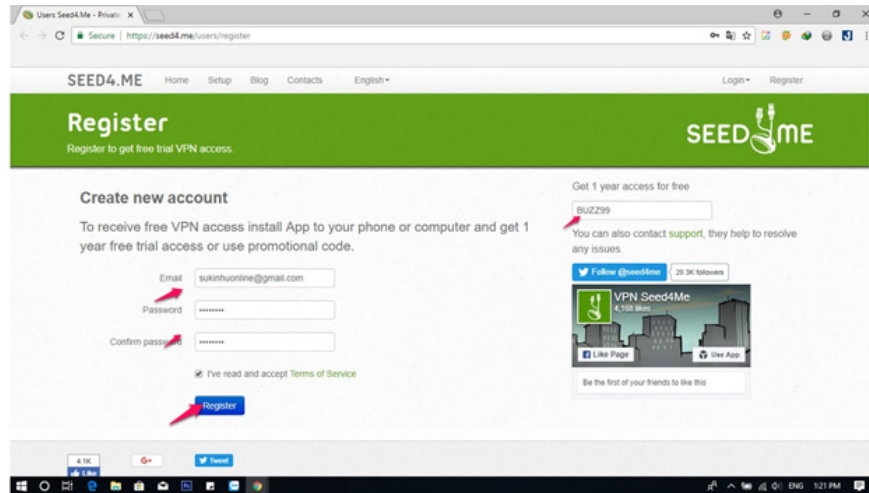 Users Seed4.Me - Private
Secure | https://seed4.me/users/register
SEED4.ME Home Setup Blog Contacts English Login Register
Register
Register to get free trial VPN access.
SEED4ME
Create new account
To receive free VPN access install App to your phone or computer and get 1
year free trial access or use promotional code.
Email sukinhuonline@gmail.com
Password ••••••••
Confirm password ••••••••
I've read and accept Terms of Service
Register
Get 1 year access for free
BUZZ99
You can also contact support, they help to resolve
any issues.
Follow @seed4me 20.3K followers
VPN Seed4Me
4,168 likes
Like Page Use App
Be the first of your friends to like this
4.1K
Like
G+
Tweet
ENG 1:21 PM